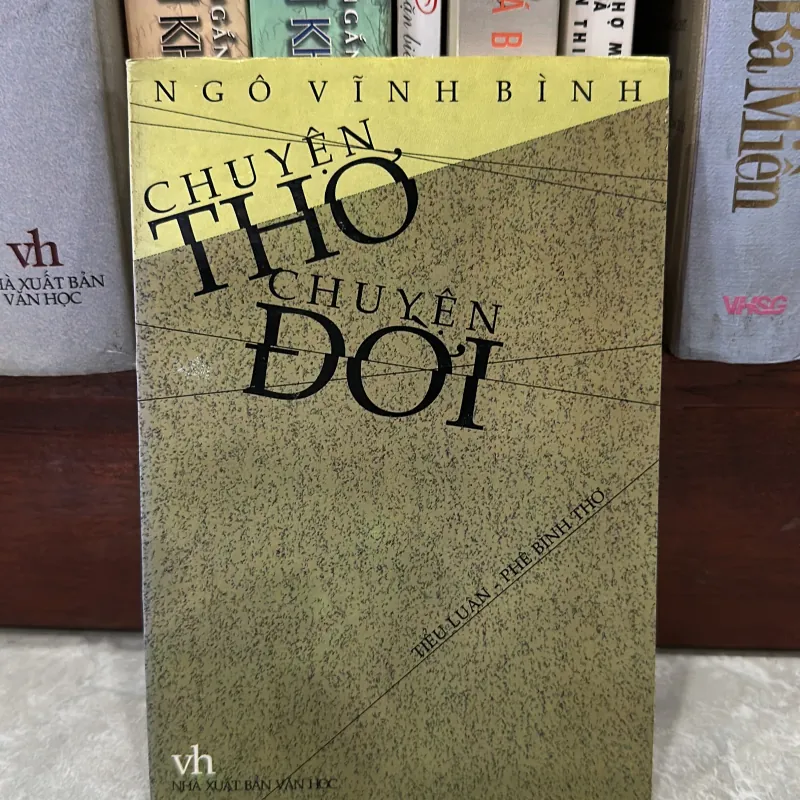 NGÔ VĨNH BÌNH
CHUYỆN
THƠ
CHUYỆN
ĐỜI
TIỂU LUẬN - PHÊ BÌNH THƠ
vh
NHÀ XUẤT BẢN VĂN HỌC
vh
XUẤT BẢN
VĂN HỌC
Ba Miền
VHSG